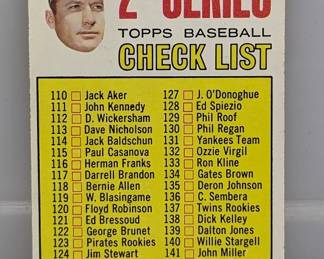 2nd SERIES
TOPPS BASEBALL
CHECK LIST
110 Jack Aker
111 John Kennedy
112 D. Wickersham
113 Dave Nicholson
114 Jack Baldschun
115 Paul Casanova
116 Herman Franks
117 Darrell Brandon
118 Bernie Allen
119 W. Blasingame
120 Floyd Robinson
121 Ed Bressoud
122 George Brunet
123 Pirates Rookies
124 Jim Stewart
127 J. O'Donoghue
128 Ed Spiezio
129 Phil Roof
130 Phil Regan
131 Yankees Team
132 Ozzie Virgil
133 Ron Kline
134 Gates Brown
135 Deron Johnson
136 C. Sembera
137 Twins Rookies
138 Dick Kelley
139 Dalton Jones
140 Willie Stargell
141 John Miller